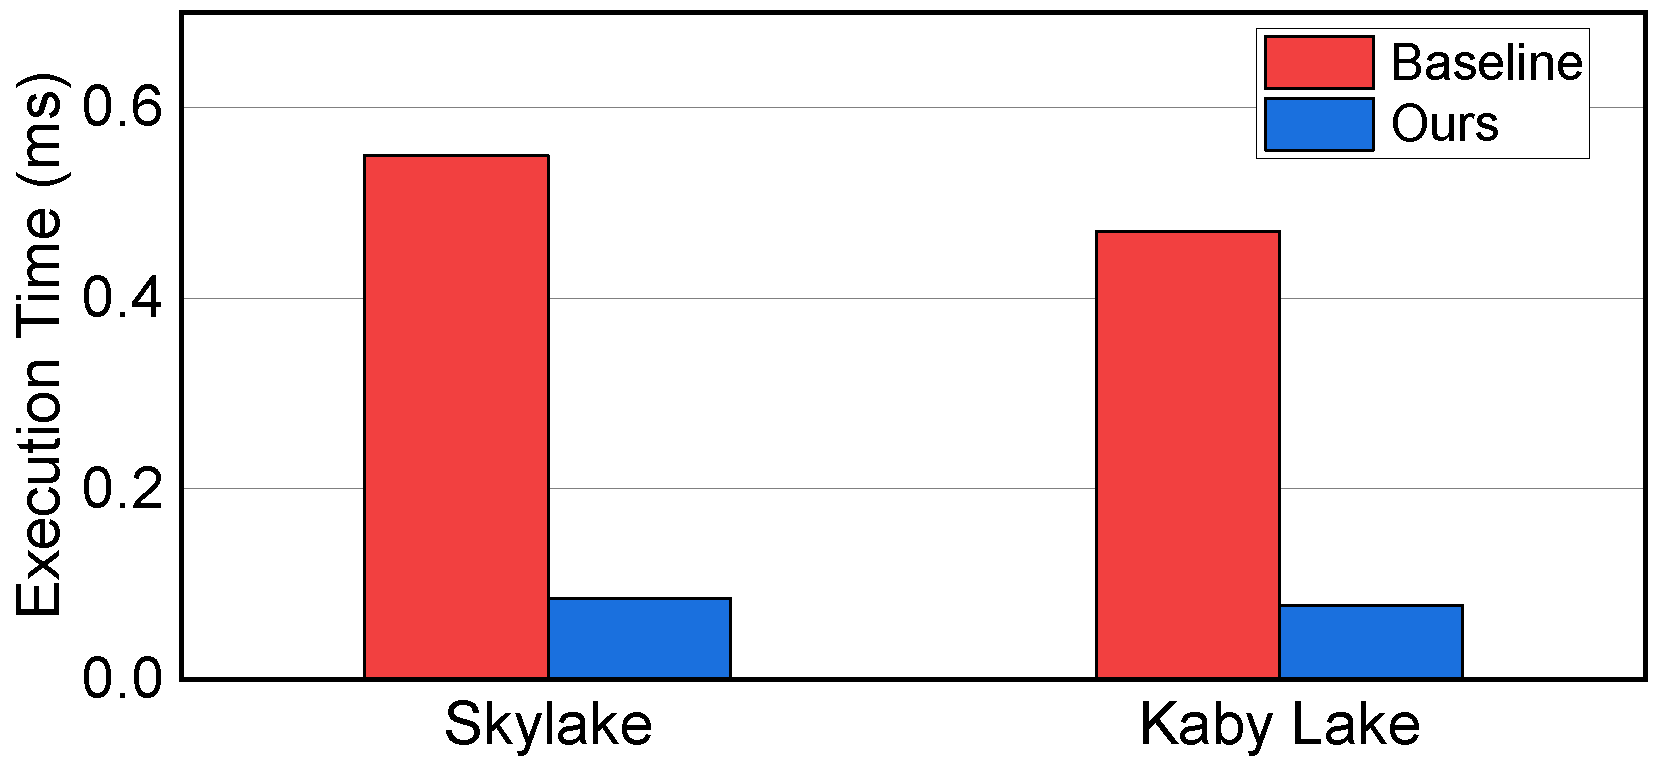 Execution Time (ms)
0.6
0.4
0.2
0.0
Baseline
Ours
Skylake
Kaby Lake